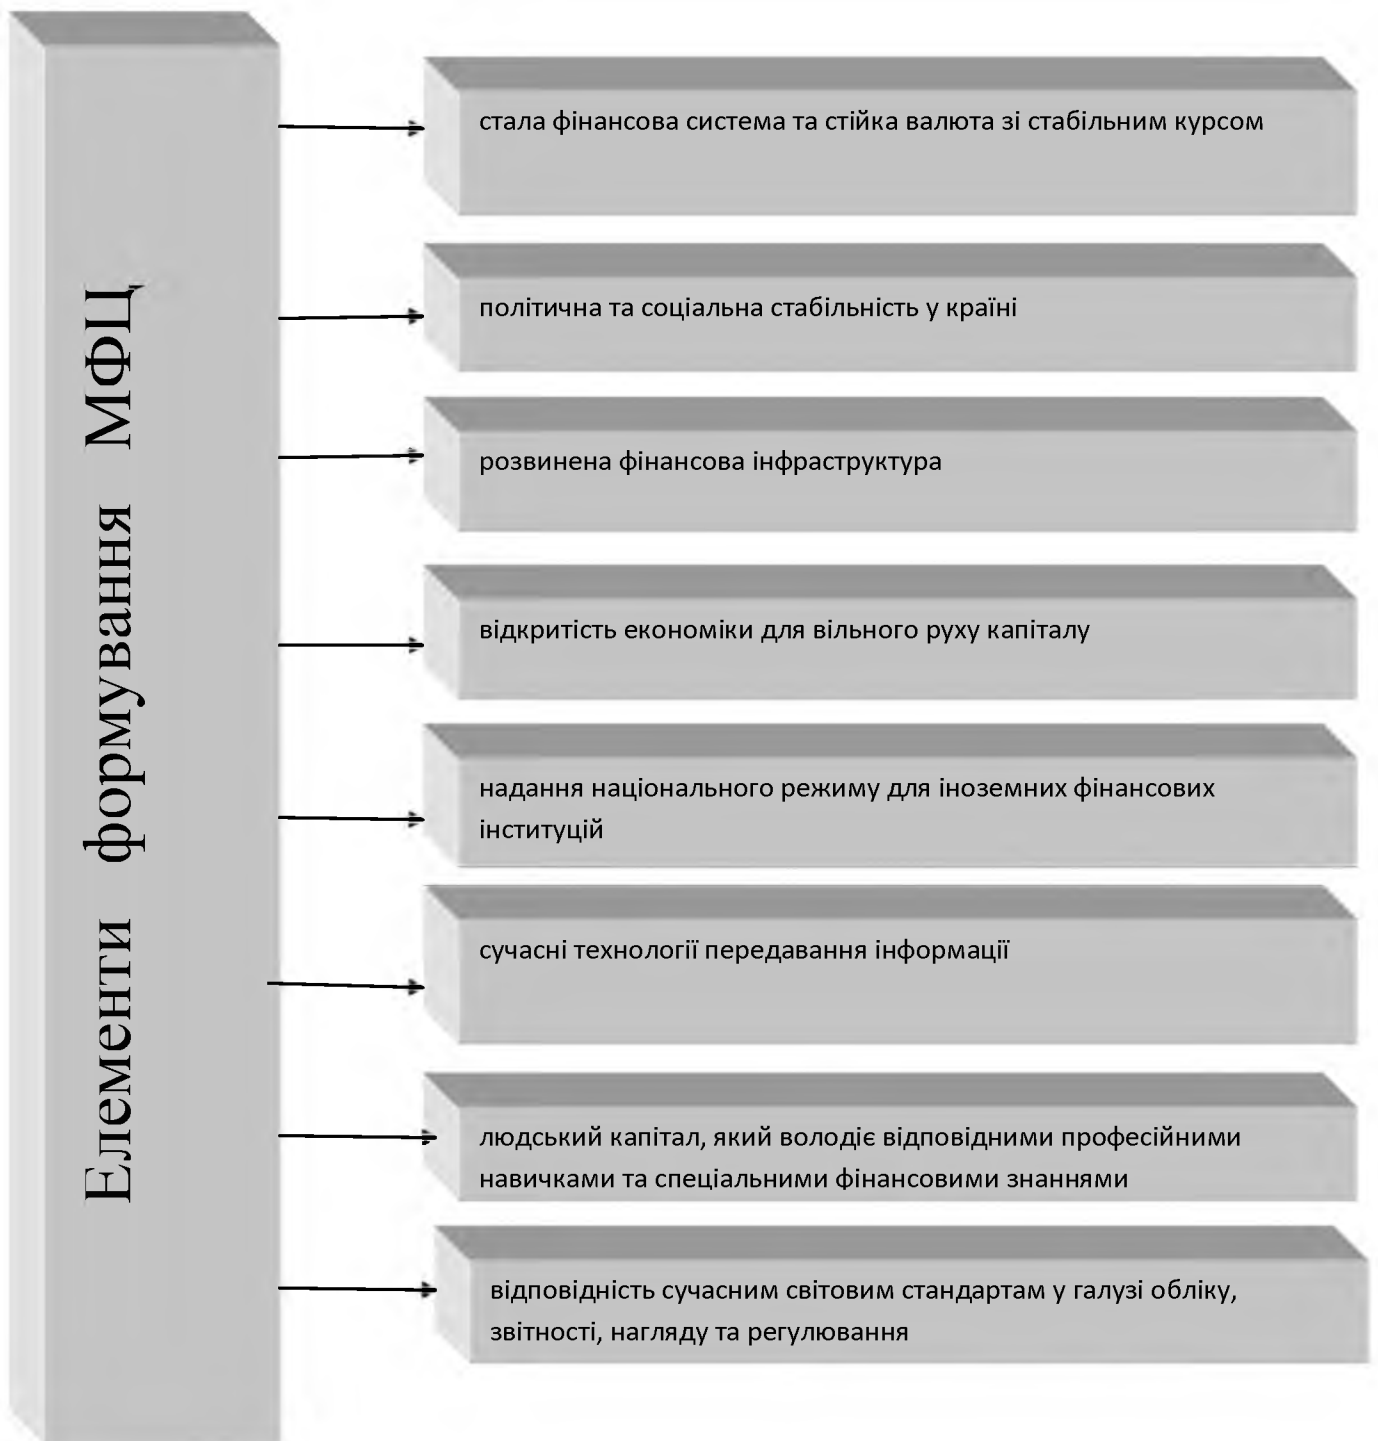 Елементи формування МФЦ
стала фінансова система та стійка валюта зі стабільним курсом
політична та соціальна стабільність у країні
розвинена фінансова інфраструктура
відкритість економіки для вільного руху капіталу
надання національного режиму для іноземних фінансових
інституцій
сучасні технології передавання інформації
людський капітал, який володіє відповідними професійними
навичками та спеціальними фінансовими знаннями
відповідність сучасним світовим стандартам у галузі обліку,
звітності, нагляду та регулювання